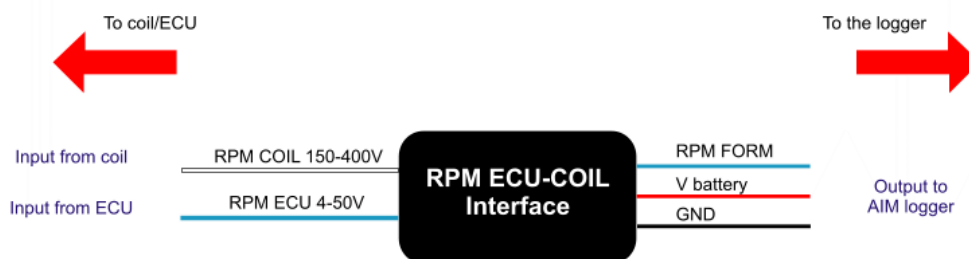 To coil/ECU
To the logger
Input from coil
RPM COIL 150-400V
Input from ECU
RPM ECU 4-50V
RPM ECU-COIL
Interface
RPM FORM
V battery
GND
Output to
AIM logger